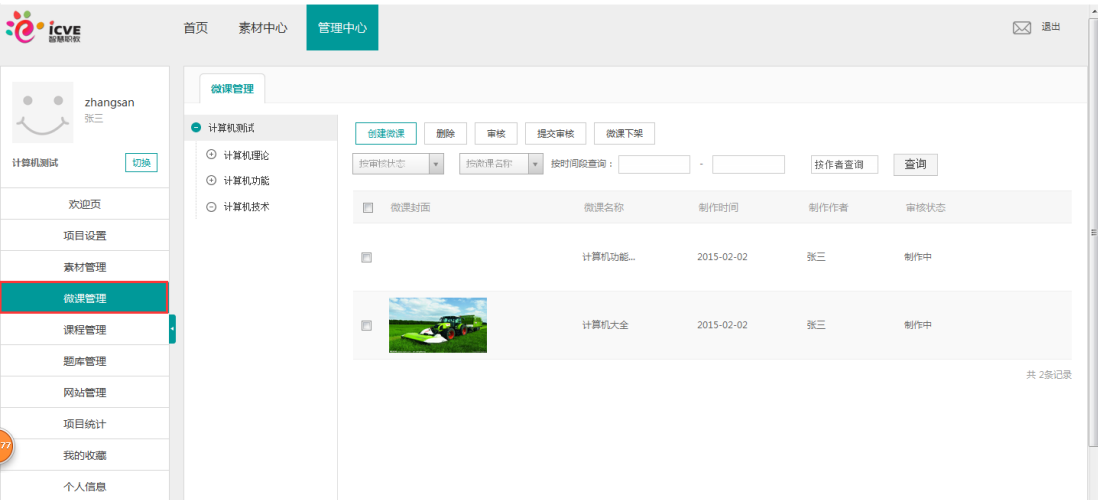 icve
智慧职教
首页 素材中心 管理中心 退出
zhangsan
张三
计算机测试 切换
欢迎页
项目设置
素材管理
微课管理
课程管理
题库管理
网站管理
项目统计
我的收藏
个人信息
77
微课管理
计算机测试
计算机理论
计算机功能
计算机技术
创建微课 删除 审核 提交审核 微课下架
按审核状态 按微课名称 按时间段查询： - 按作者查询 查询
微课封面 微课名称 制作时间 制作作者 审核状态
计算机功能... 2015-02-02 张三 制作中
计算机大全 2015-02-02 张三 制作中
共 2条记录